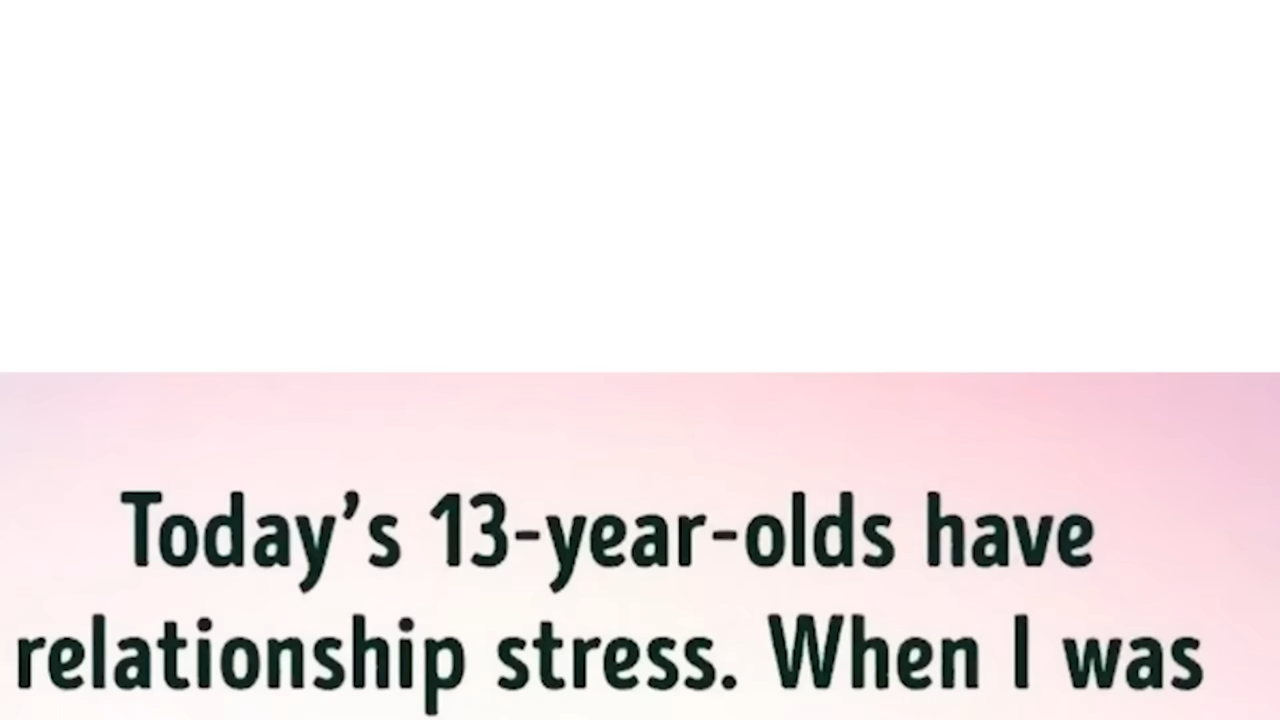 Today’s 13-year-olds have
relationship stress. When I was